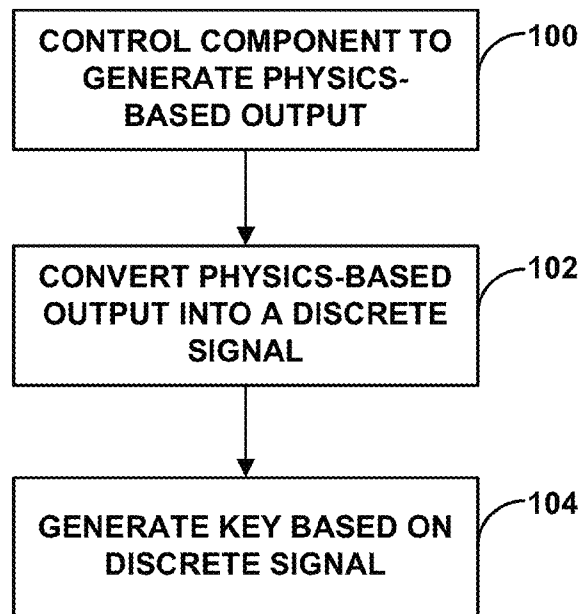 CONTROL COMPONENT TO
GENERATE PHYSICS-
BASED OUTPUT
100
CONVERT PHYSICS-BASED
OUTPUT INTO A DISCRETE
SIGNAL
102
GENERATE KEY BASED ON
DISCRETE SIGNAL
104